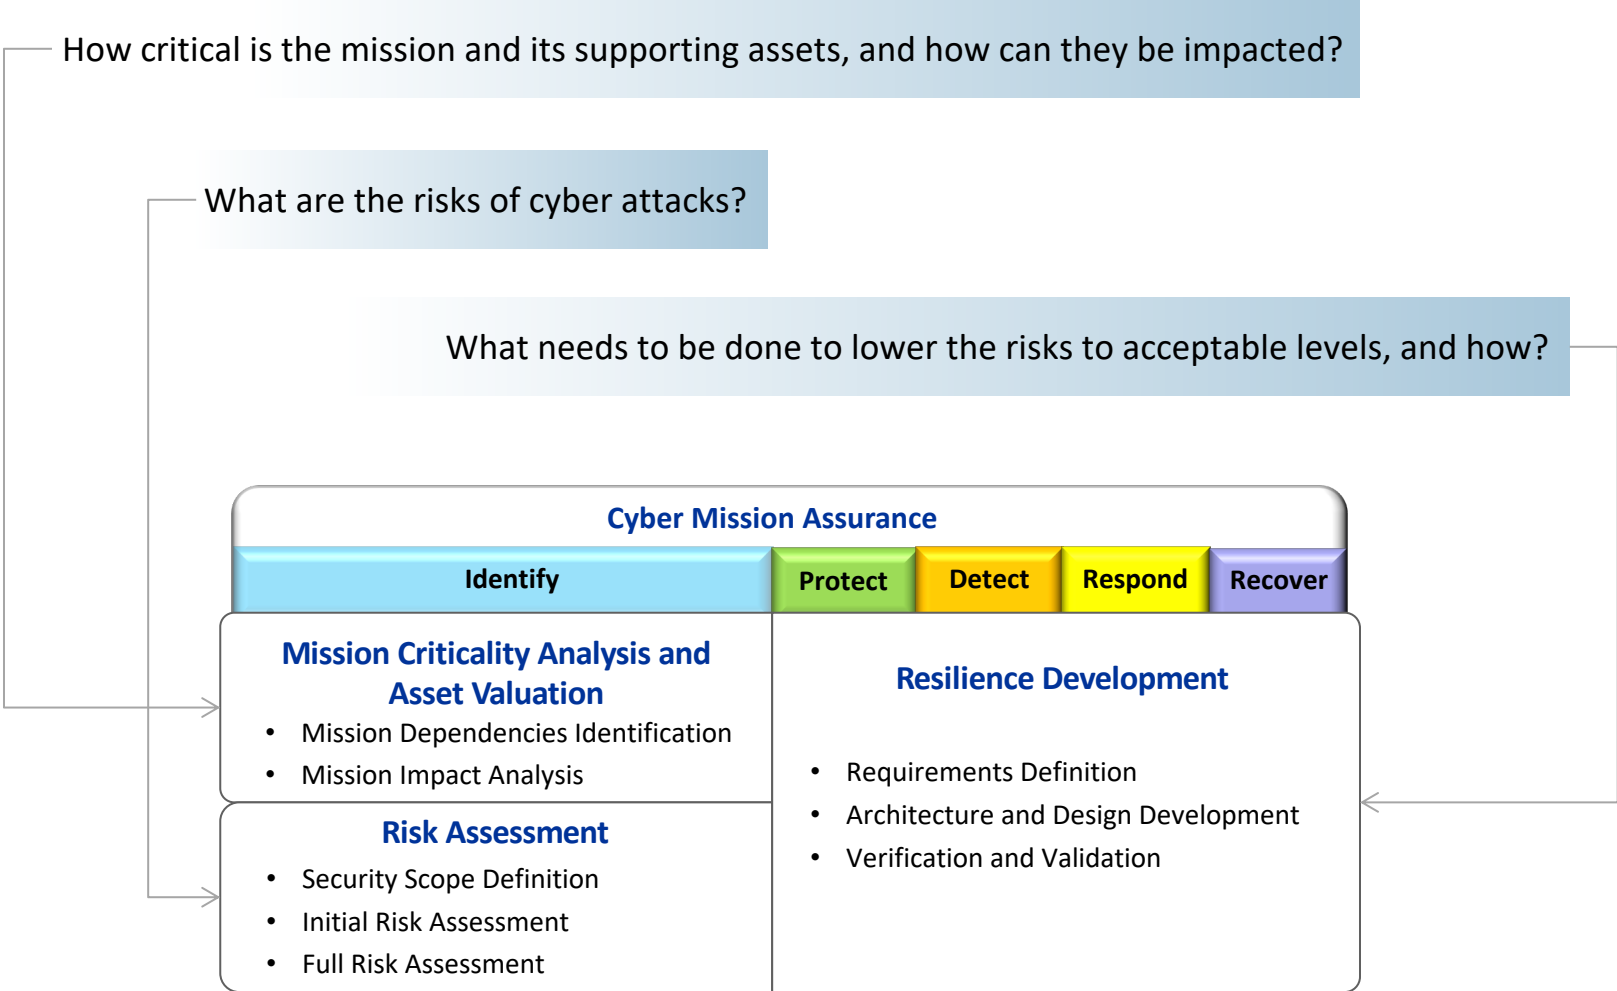 How critical is the mission and its supporting assets, and how can they be impacted?
What are the risks of cyber attacks?
What needs to be done to lower the risks to acceptable levels, and how?
Cyber Mission Assurance
Identify
Protect
Detect
Respond
Recover
Mission Criticality Analysis and
Asset Valuation
• Mission Dependencies Identification
• Mission Impact Analysis
Risk Assessment
• Security Scope Definition
• Initial Risk Assessment
• Full Risk Assessment
Resilience Development
• Requirements Definition
• Architecture and Design Development
• Verification and Validation